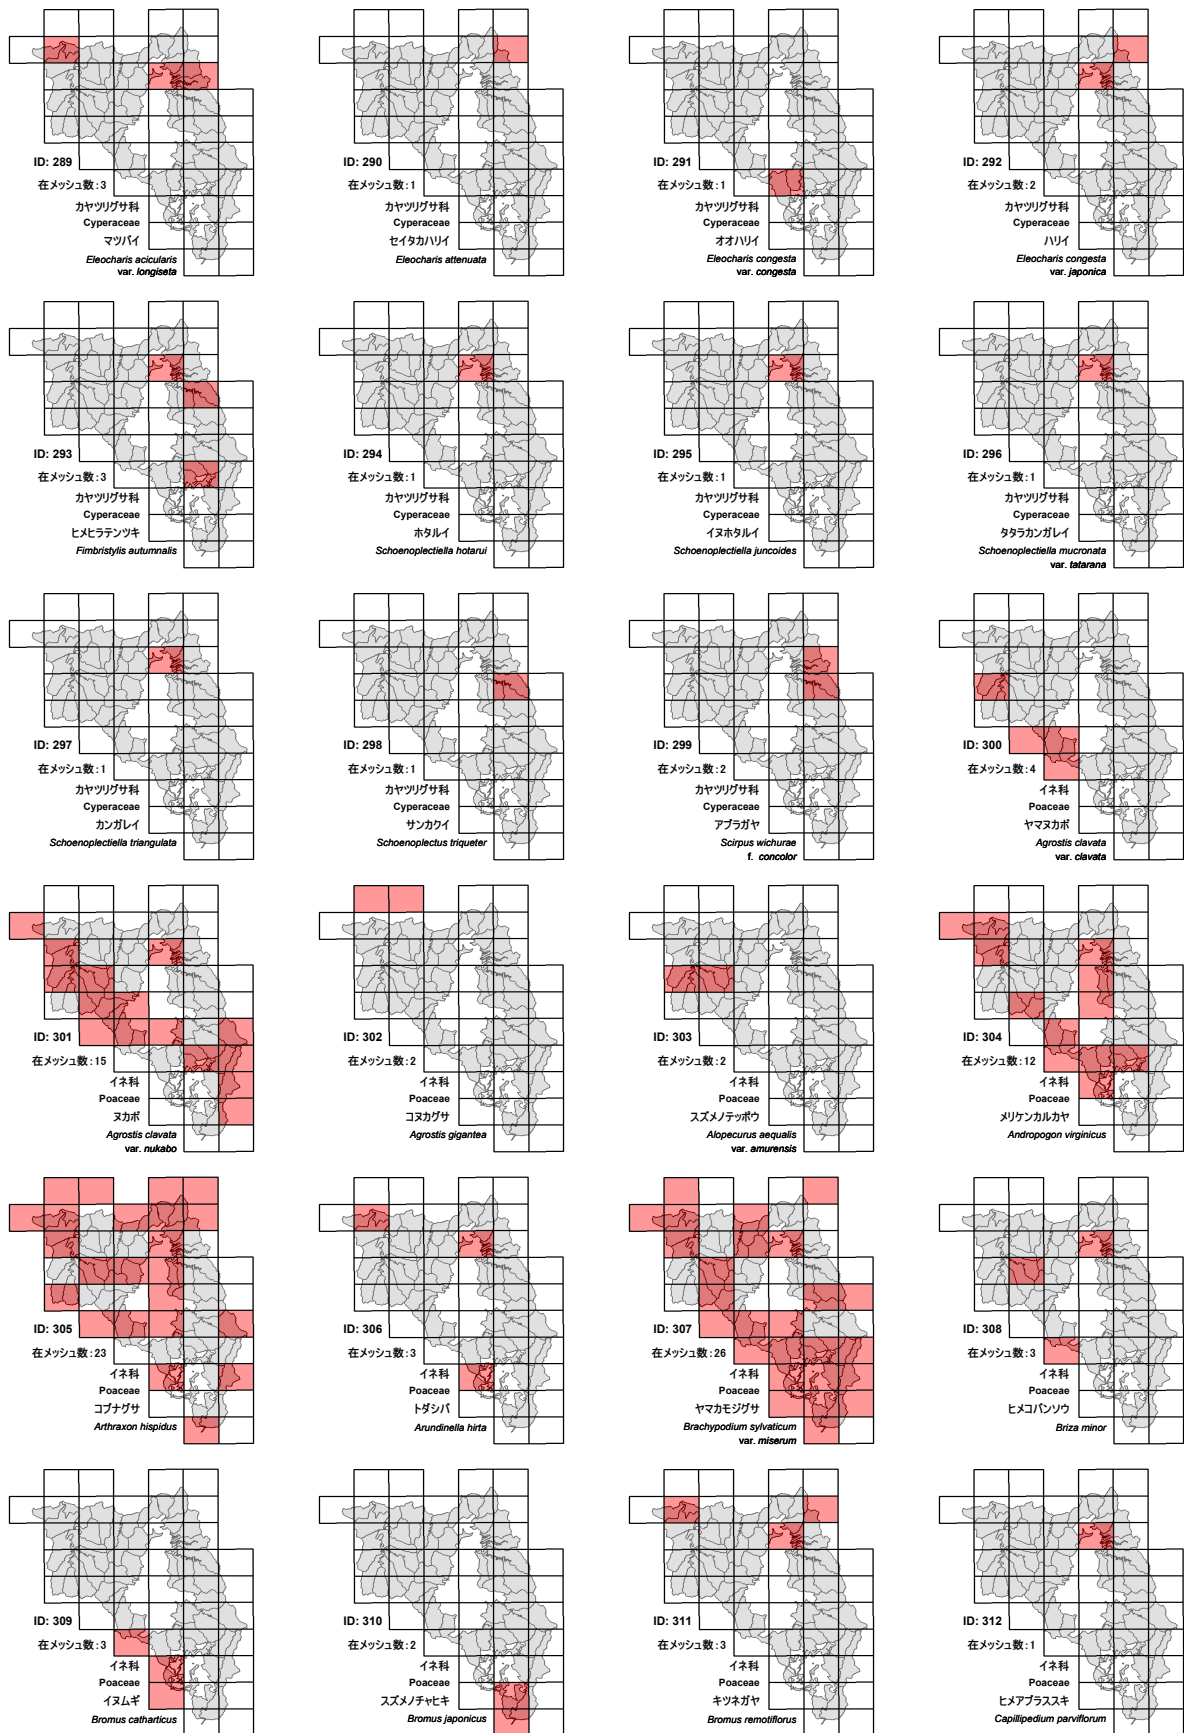 ID: 289
在メッシュ数:3
カヤツリグサ科
Cyperaceae
マツバイ
Eleocharis acicularis
var. longiseta
ID: 290
在メッシュ数:1
カヤツリグサ科
Cyperaceae
セイタカハリイ
Eleocharis attenuata
ID: 291
在メッシュ数:1
カヤツリグサ科
Cyperaceae
オオハリイ
Eleocharis congesta
var. congesta
ID: 292
在メッシュ数:2
カヤツリグサ科
Cyperaceae
ハリイ
Eleocharis congesta
var. japonica
ID: 293
在メッシュ数:3
カヤツリグサ科
Cyperaceae
ヒメヒラテンツキ
Fimbristylis autumnalis
ID: 294
在メッシュ数:1
カヤツリグサ科
Cyperaceae
ホタルイ
Schoenoplectiella hotarui
ID: 295
在メッシュ数:1
カヤツリグサ科
Cyperaceae
イヌホタルイ
Schoenoplectiella juncoides
ID: 296
在メッシュ数:1
カヤツリグサ科
Cyperaceae
タタラカンガレイ
Schoenoplectiella mucronata
var. tatarana
ID: 297
在メッシュ数:1
カヤツリグサ科
Cyperaceae
カンガレイ
Schoenoplectiella triangulata
ID: 298
在メッシュ数:1
カヤツリグサ科
Cyperaceae
サンカクイ
Schoenoplectus triqueter
ID: 299
在メッシュ数:2
カヤツリグサ科
Cyperaceae
アブラガヤ
Scirpus wichurae
f. concolor
ID: 300
在メッシュ数:4
イネ科
Poaceae
ヤマヌカボ
Agrostis clavata
var. clavata
ID: 301
在メッシュ数:15
イネ科
Poaceae
ヌカボ
Agrostis clavata
var. nukabo
ID: 302
在メッシュ数:2
イネ科
Poaceae
コヌカグサ
Agrostis gigantea
ID: 303
在メッシュ数:2
イネ科
Poaceae
スズメノテッポウ
Alopecurus aequalis
var. amurensis
ID: 304
在メッシュ数:12
イネ科
Poaceae
メリケンカルカヤ
Andropogon virginicus
ID: 305
在メッシュ数:23
イネ科
Poaceae
コブナグサ
Arthraxon hispidus
ID: 306
在メッシュ数:3
イネ科
Poaceae
トダシバ
Arundinella hirta
ID: 307
在メッシュ数:26
イネ科
Poaceae
ヤマカモジグサ
Brachypodium sylvaticum
var. miserum
ID: 308
在メッシュ数:3
イネ科
Poaceae
ヒメコバンソウ
Briza minor
ID: 309
在メッシュ数:3
イネ科
Poaceae
イヌムギ
Bromus catharticus
ID: 310
在メッシュ数:2
イネ科
Poaceae
スズメノチャヒキ
Bromus japonicus
ID: 311
在メッシュ数:3
イネ科
Poaceae
キツネガヤ
Bromus remotiflorus
ID: 312
在メッシュ数:1
イネ科
Poaceae
ヒメアブラススキ
Capillipedium parviflorum